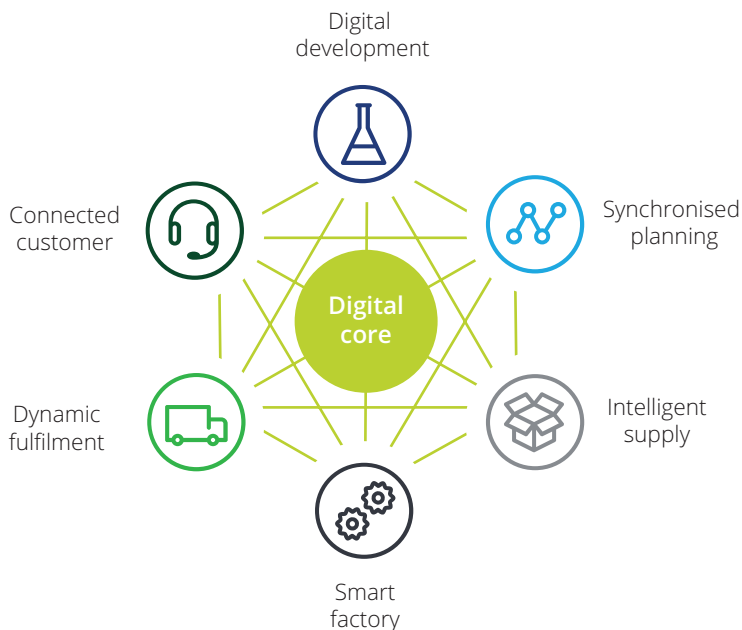 Digital
development
Connected
customer
Synchronised
planning
Digital
core
Dynamic
fulfilment
Intelligent
supply
Smart
factory